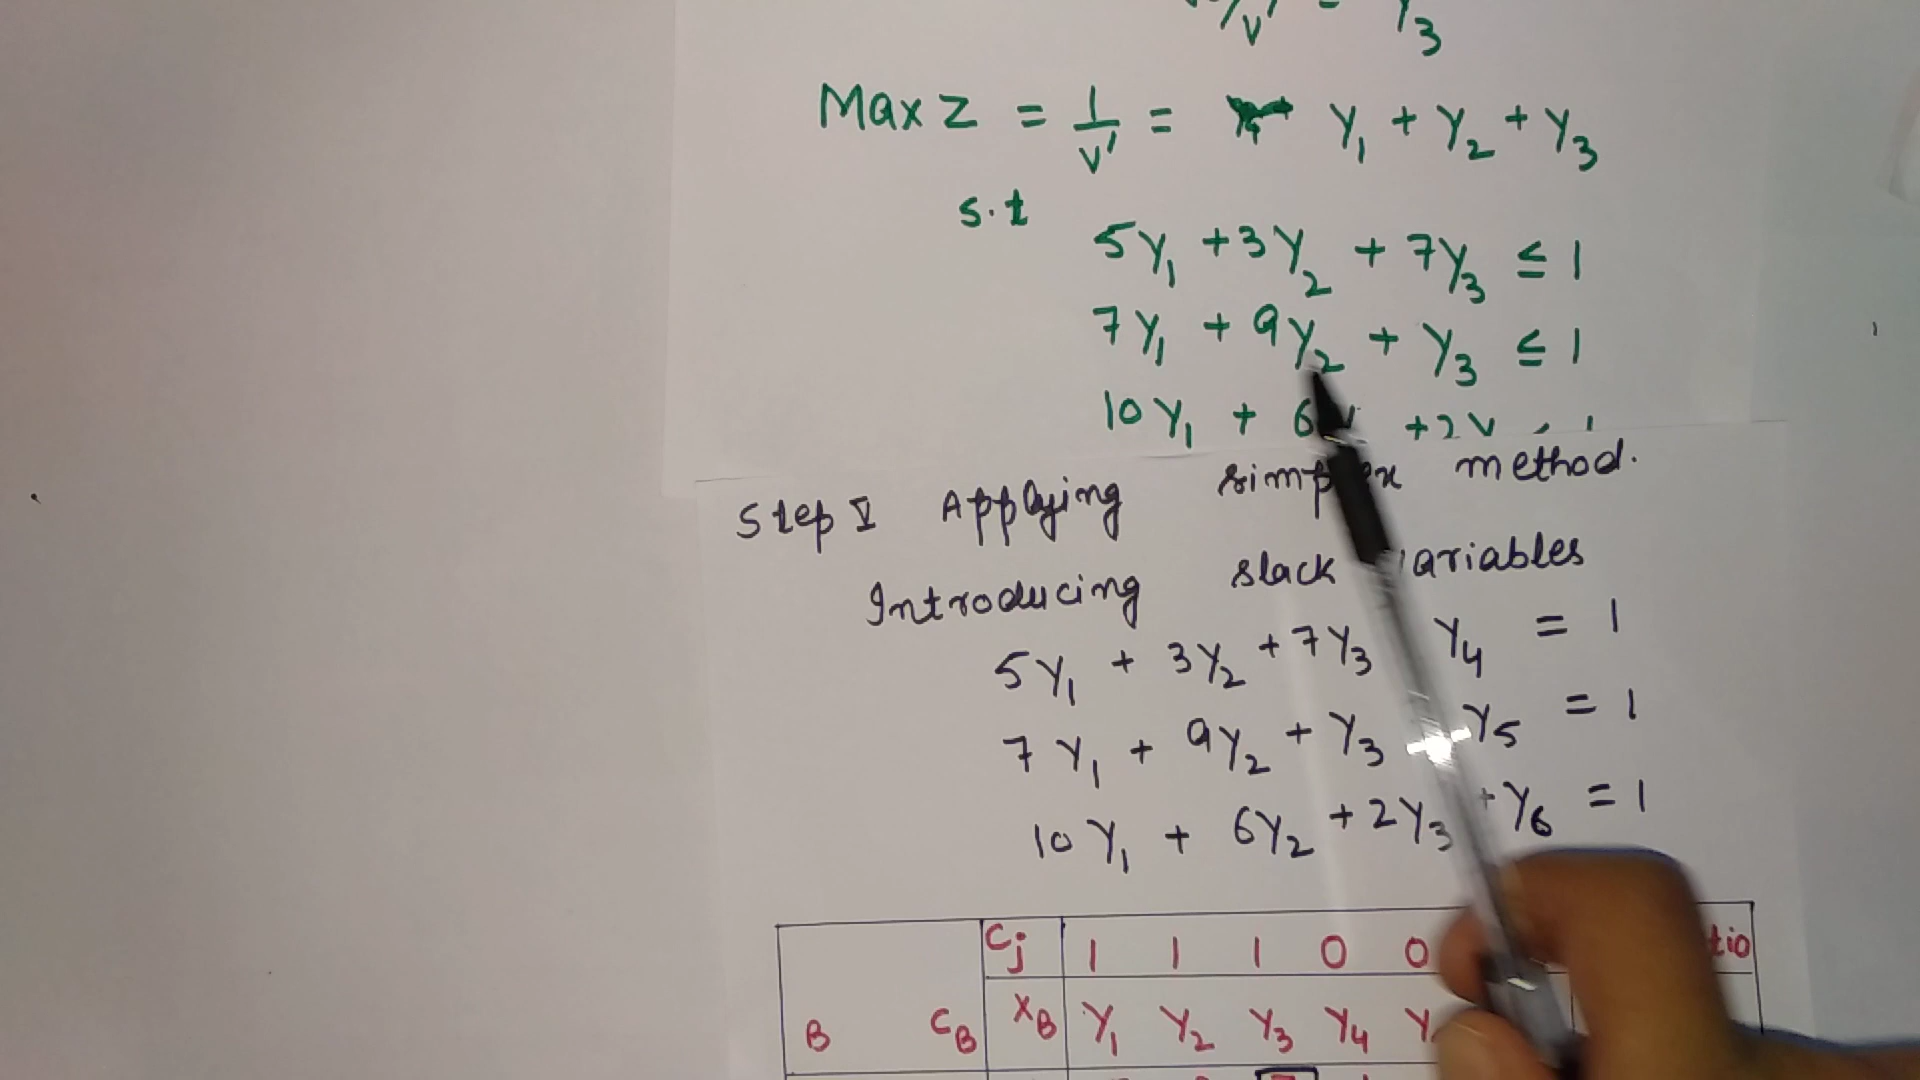 Y3
Max Z = 1/v' = Y1 + Y2 + Y3
s.t
5Y1 + 3Y2 + 7Y3 ≤ 1
7Y1 + 9Y2 + Y3 ≤ 1
10Y1 + 6 +2Y
Step V Applying method.
Introducing slack
5Y1 + 3Y2 + 7Y3 Y4 = 1
7Y1 + 9Y2 + Y3 Y5 = 1
10Y1 + 6Y2 + 2Y3 + Y6 = 1
Cj 1 1 1 0 0
B CB XB Y1 Y2 Y3 Y4 Y